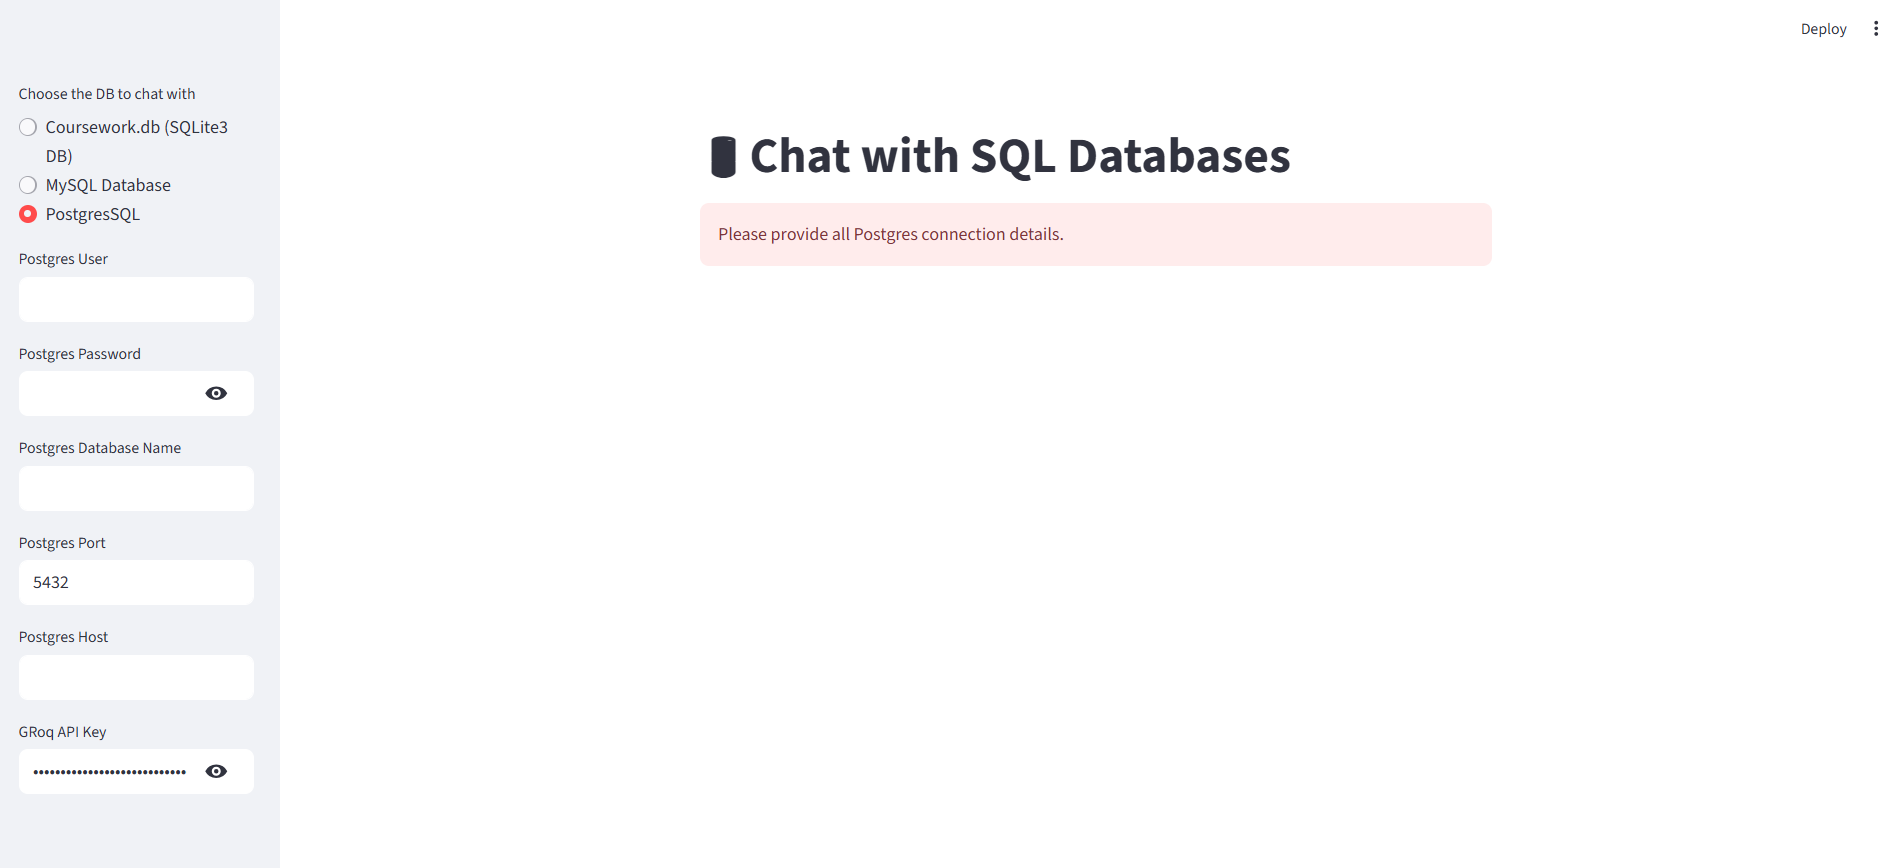 Deploy
Choose the DB to chat with
Coursework.db (SQLite3
DB)
MySQL Database
PostgresSQL
Postgres User
Postgres Password
Postgres Database Name
Postgres Port
5432
Postgres Host
GRoq API Key
Chat with SQL Databases
Please provide all Postgres connection details.